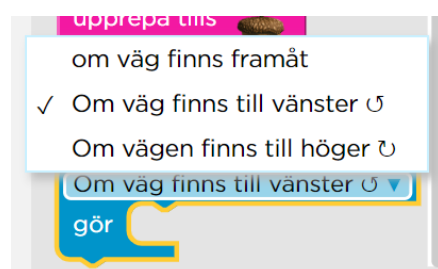 upprepa tills
om väg finns framåt
✓ Om väg finns till vänster ↺
Om vägen finns till höger ↻
Om väg finns till vänster ↺ ▼
gör